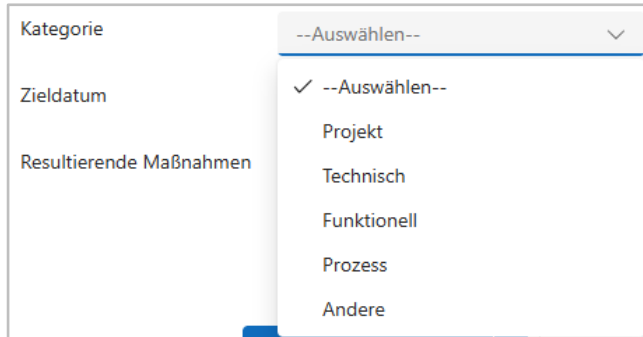 Kategorie
--Auswählen--
Zieldatum
--Auswählen--
Projekt
Resultierende Maßnahmen
Technisch
Funktionell
Prozess
Andere